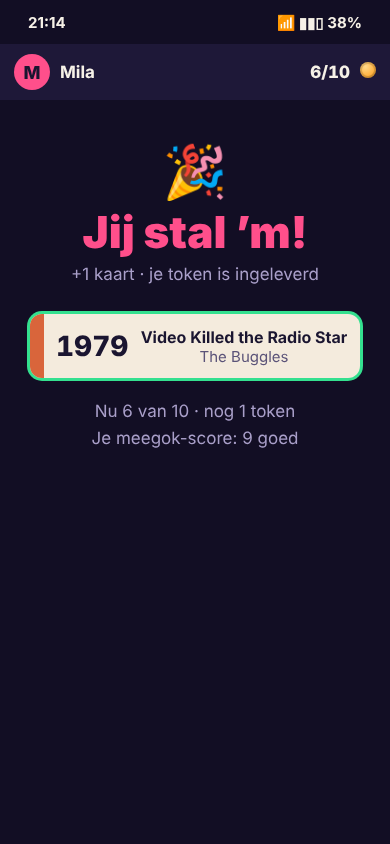 21:14
38%
M
Mila
6/10
Jij stal ’m!
+1 kaart · je token is ingeleverd
1979
Video Killed the Radio Star
The Buggles
Nu 6 van 10 · nog 1 token
Je meegok-score: 9 goed